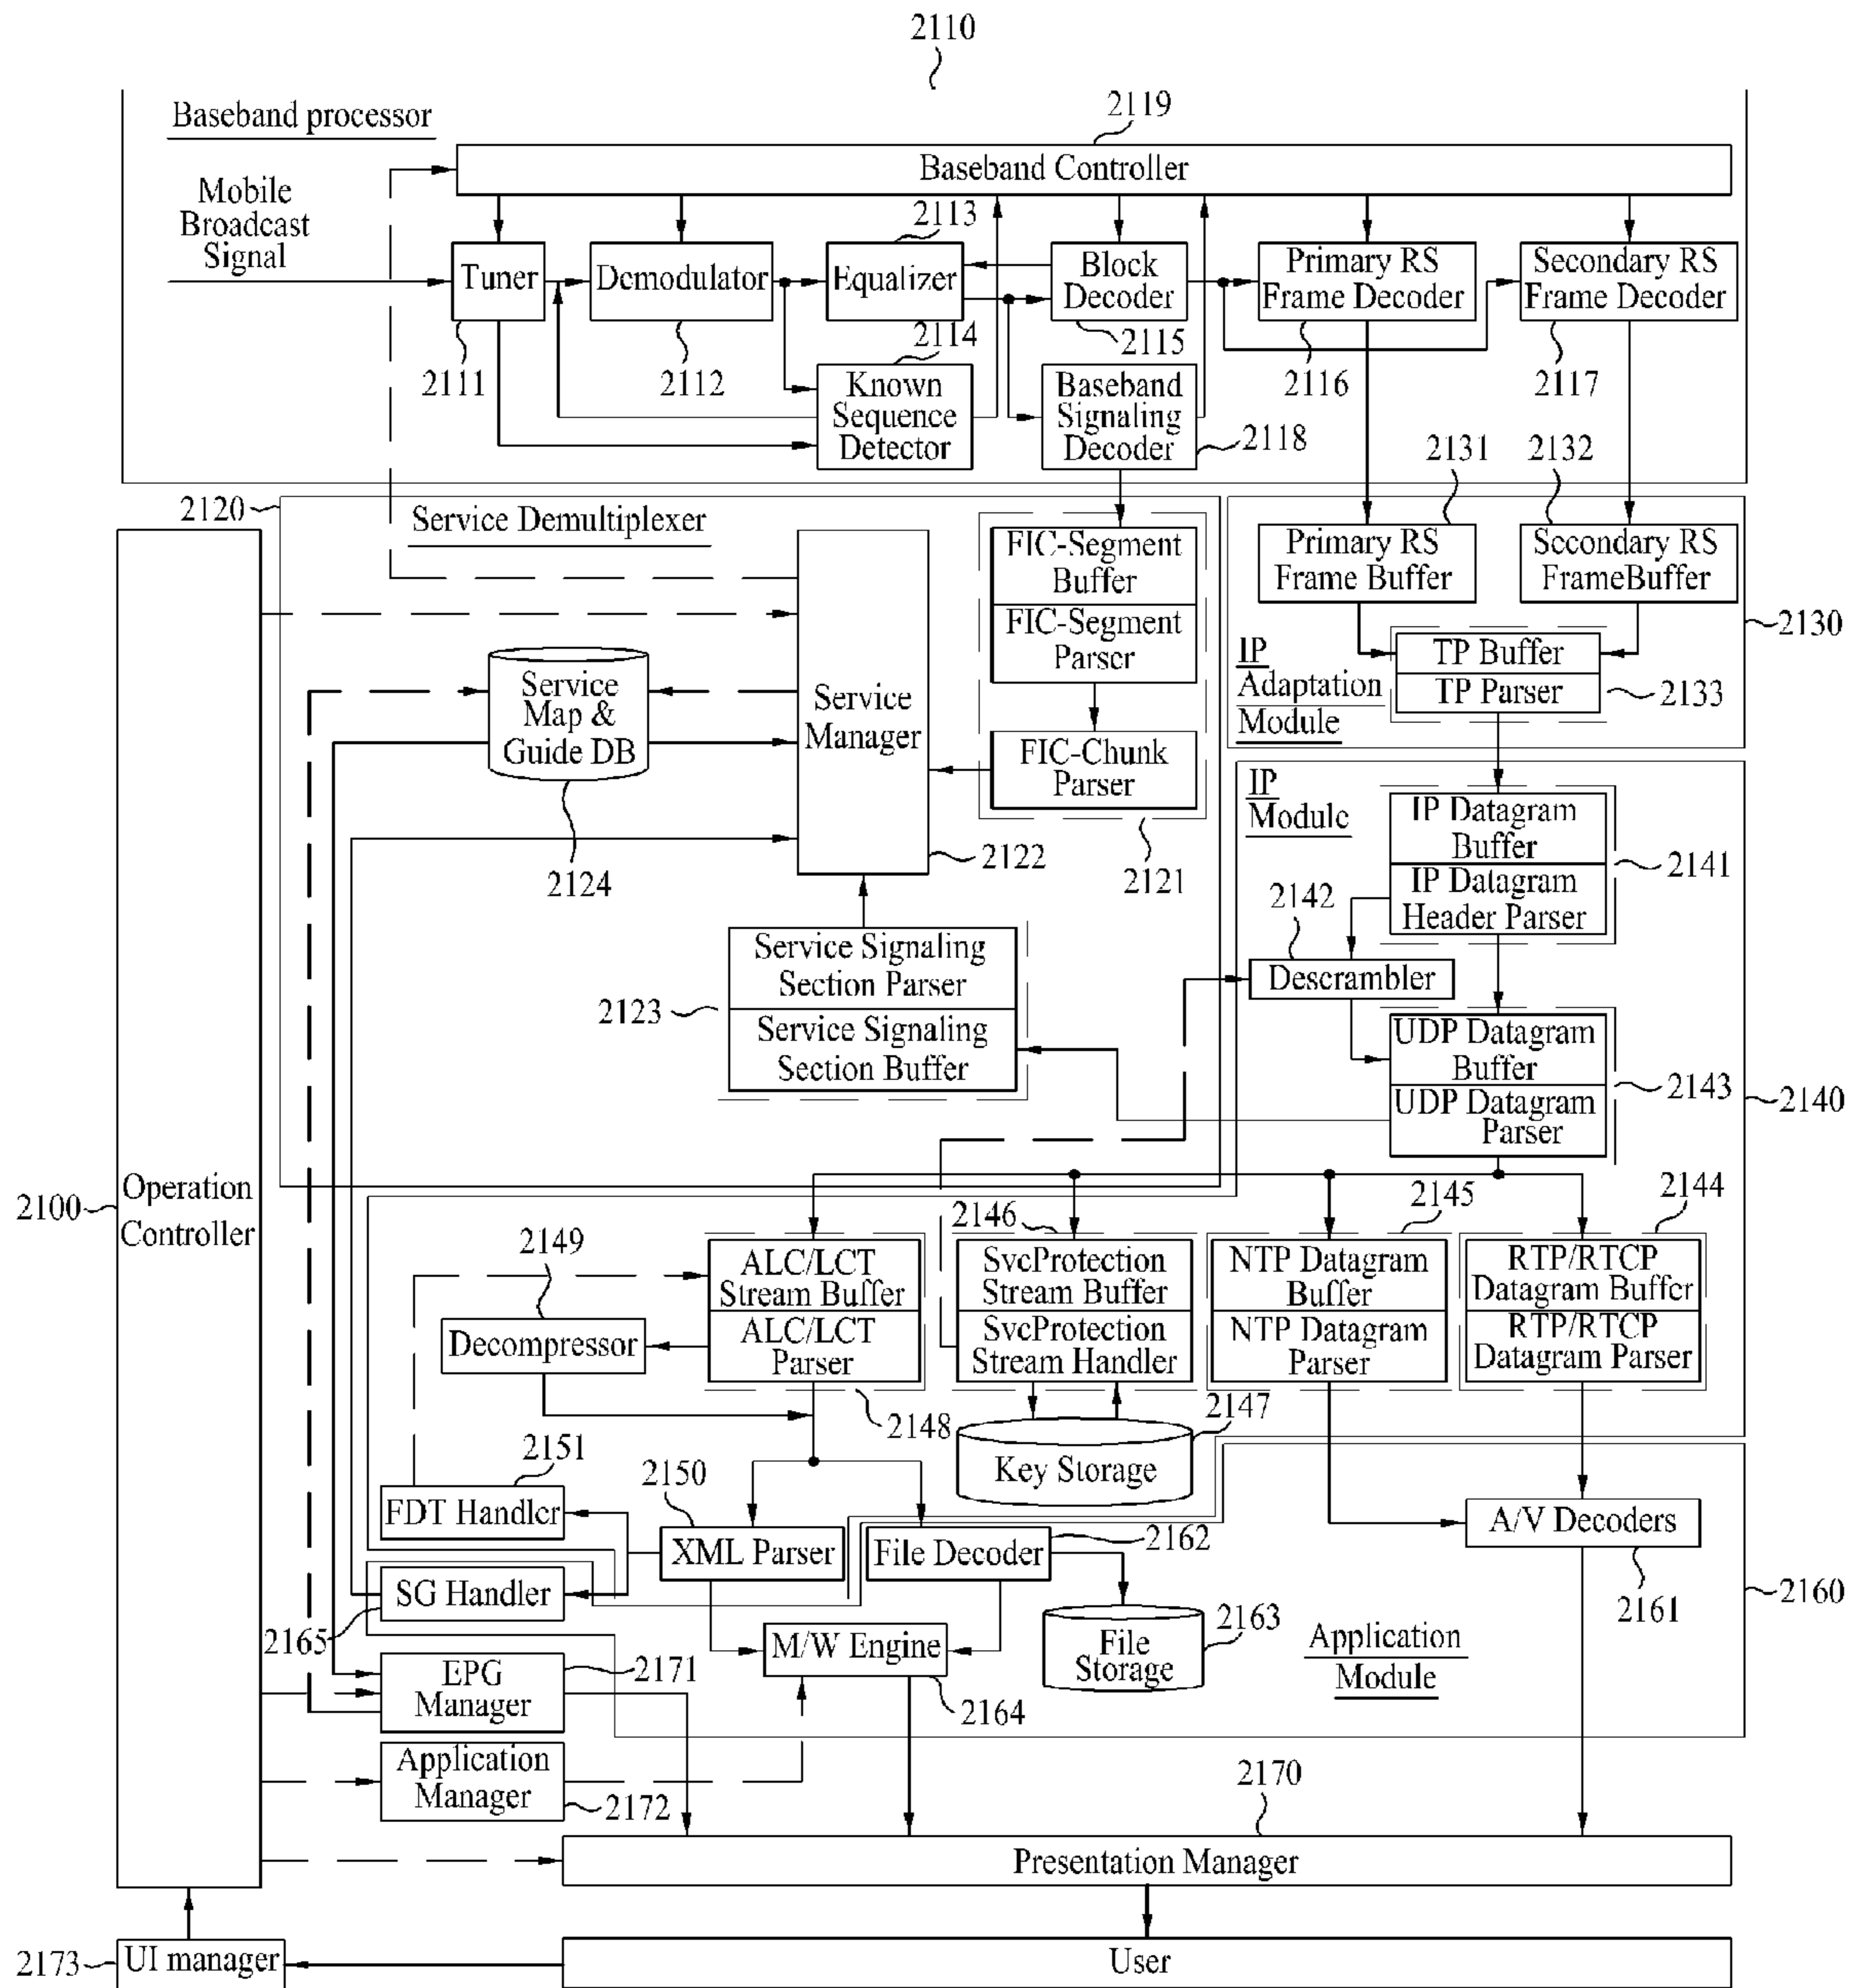 2110
Baseband processor
2119
Baseband Controller
Mobile
Broadcast
Signal
2113
Tuner
Demodulator
Equalizer
Block
Decoder
Primary RS
Frame Decoder
Secondary RS
Frame Decoder
2111
2112
2114
2115
2116
2117
Known
Sequence
Detector
Baseband
Signaling
Decoder
2118
2131
2132
2120
Service Demultiplexer
FIC-Segment
Buffer
FIC-Segment
Parser
Primary RS
Frame Buffer
Secondary RS
FrameBuffer
2130
IP
Adaptation
Module
TP Buffer
TP Parser
2133
Service
Map &
Guide DB
Service
Manager
FIC-Chunk
Parser
2124
2122
2121
IP
Module
IP Datagram
Buffer
IP Datagram
Header Parser
2141
2142
Descrambler
Service Signaling
Section Parser
Service Signaling
Section Buffer
2123
UDP Datagram
Buffer
UDP Datagram
Parser
2143
2140
2100
Operation
Controller
2149
2146
2145
2144
ALC/LCT
Stream Buffer
ALC/LCT
Parser
SvcProtection
Stream Buffer
SvcProtection
Stream Handler
NTP Datagram
Buffer
NTP Datagram
Parser
RTP/RTCP
Datagram Buffer
RTP/RTCP
Datagram Parser
Decompressor
2148
2147
Key Storage
2151
2150
FDT Handler
XML Parser
File Decoder
2162
A/V Decoders
2161
SG Handler
2165
2160
M/W Engine
2164
File
Storage
2163
Application
Module
EPG
Manager
2171
Application
Manager
2172
2170
Presentation Manager
2173
UI manager
User